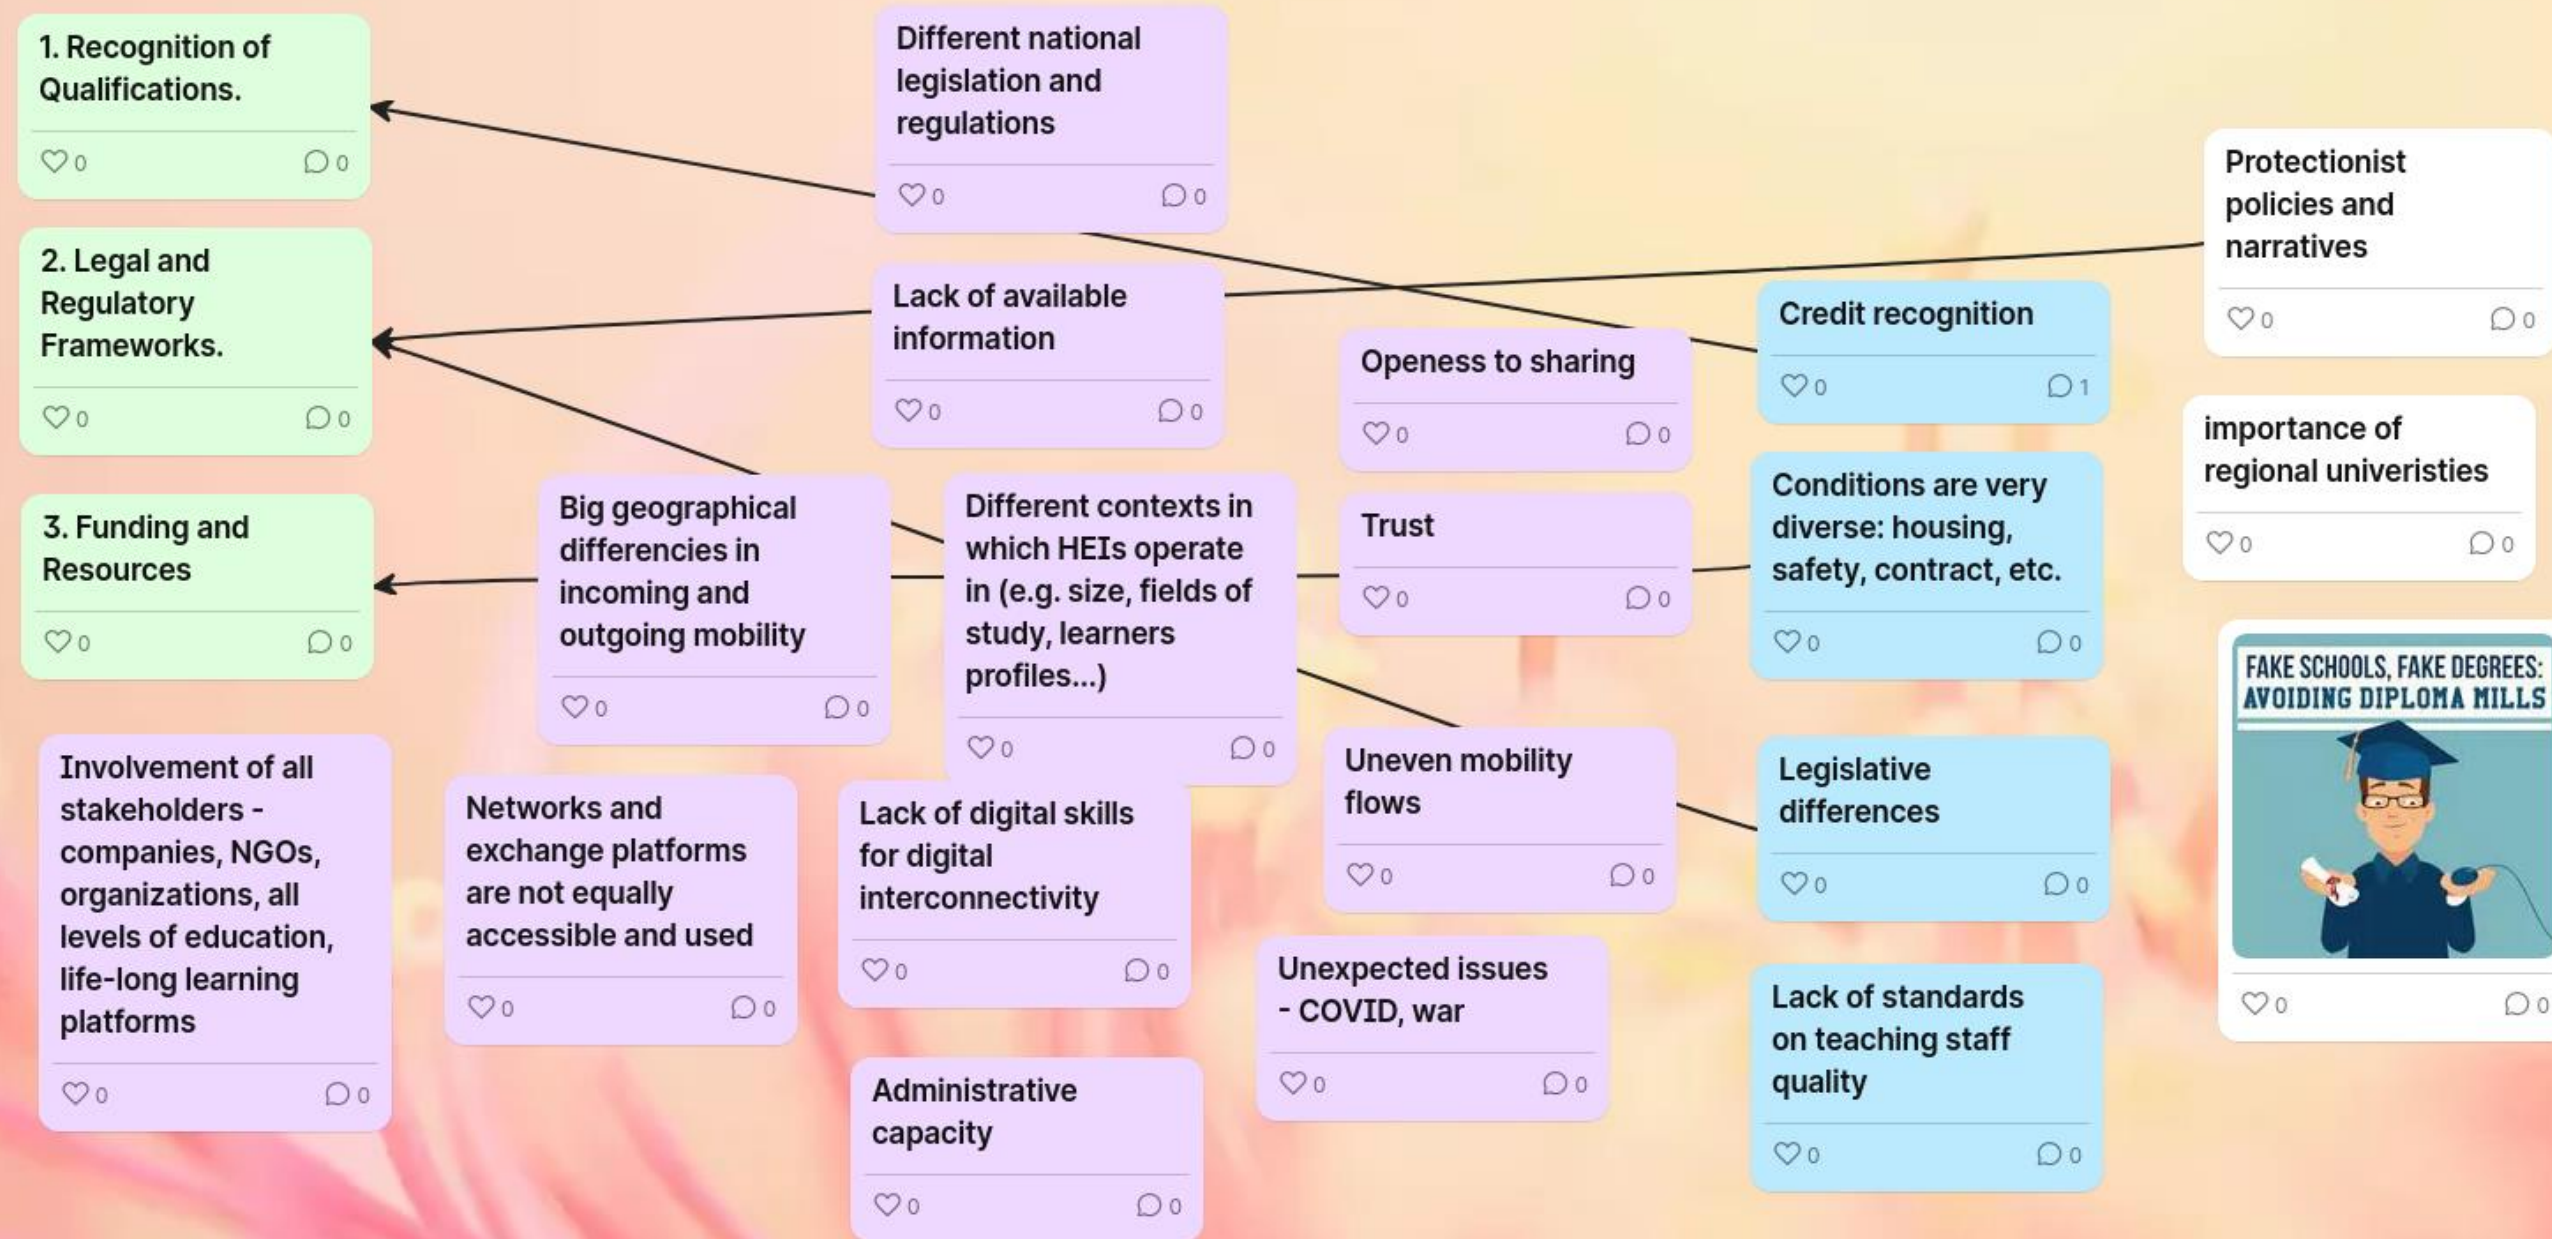 1. Recognition of
Qualifications.
0 0
2. Legal and
Regulatory
Frameworks.
0 0
3. Funding and
Resources
0 0
Involvement of all
stakeholders -
companies, NGOs,
organizations, all
levels of education,
life-long learning
platforms
0 0
Big geographical
differencies in
incoming and
outgoing mobility
0 0
Networks and
exchange platforms
are not equally
accessible and used
0 0
Different national
legislation and
regulations
0 0
Lack of available
information
0 0
Different contexts in
which HEIs operate
in (e.g. size, fields of
study, learners
profiles...)
0 0
Lack of digital skills
for digital
interconnectivity
0 0
Administrative
capacity
0 0
Openess to sharing
0 0
Trust
0 0
Uneven mobility
flows
0 0
Unexpected issues
- COVID, war
0 0
Credit recognition
0 1
Conditions are very
diverse: housing,
safety, contract, etc.
0 0
Legislative
differences
0 0
Lack of standards
on teaching staff
quality
0 0
Protectionist
policies and
narratives
0 0
importance of
regional univeristies
0 0
FAKE SCHOOLS, FAKE DEGREES:
AVOIDING DIPLOMA MILLS
0 0